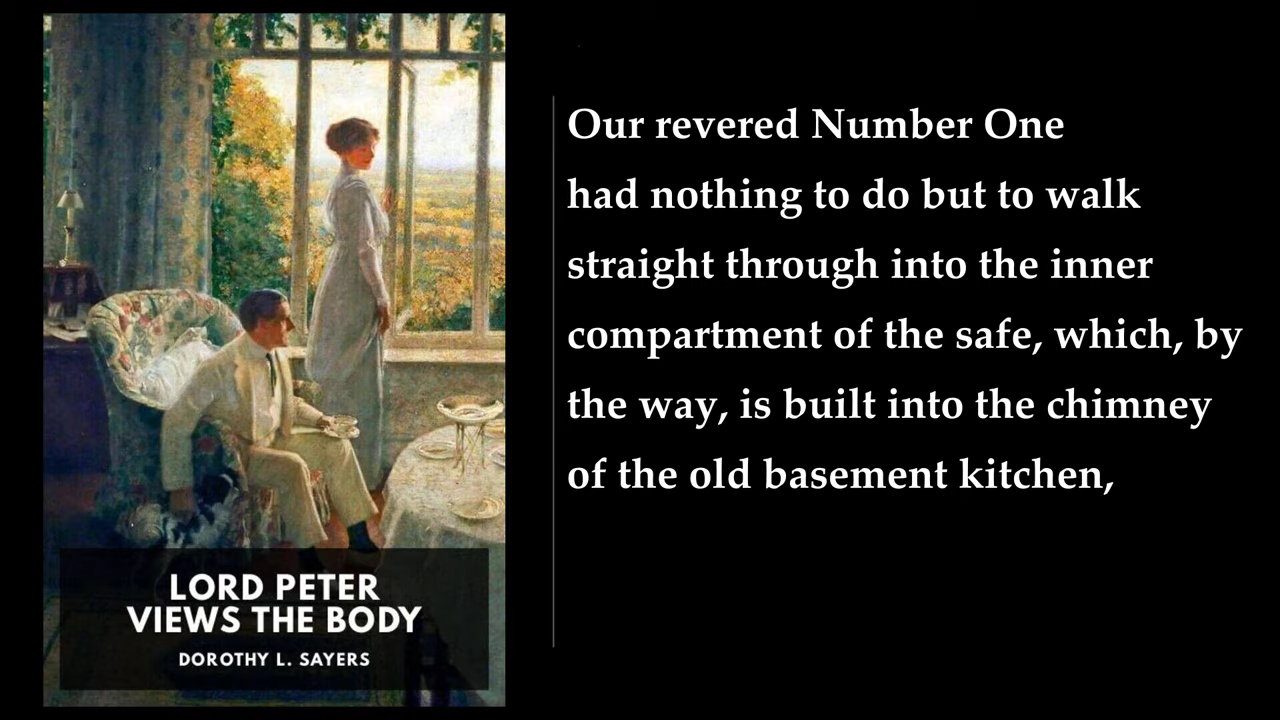 LORD PETER
VIEWS THE BODY
DOROTHY L. SAYERS
Our revered Number One
had nothing to do but to walk
straight through into the inner
compartment of the safe, which, by
the way, is built into the chimney
of the old basement kitchen,